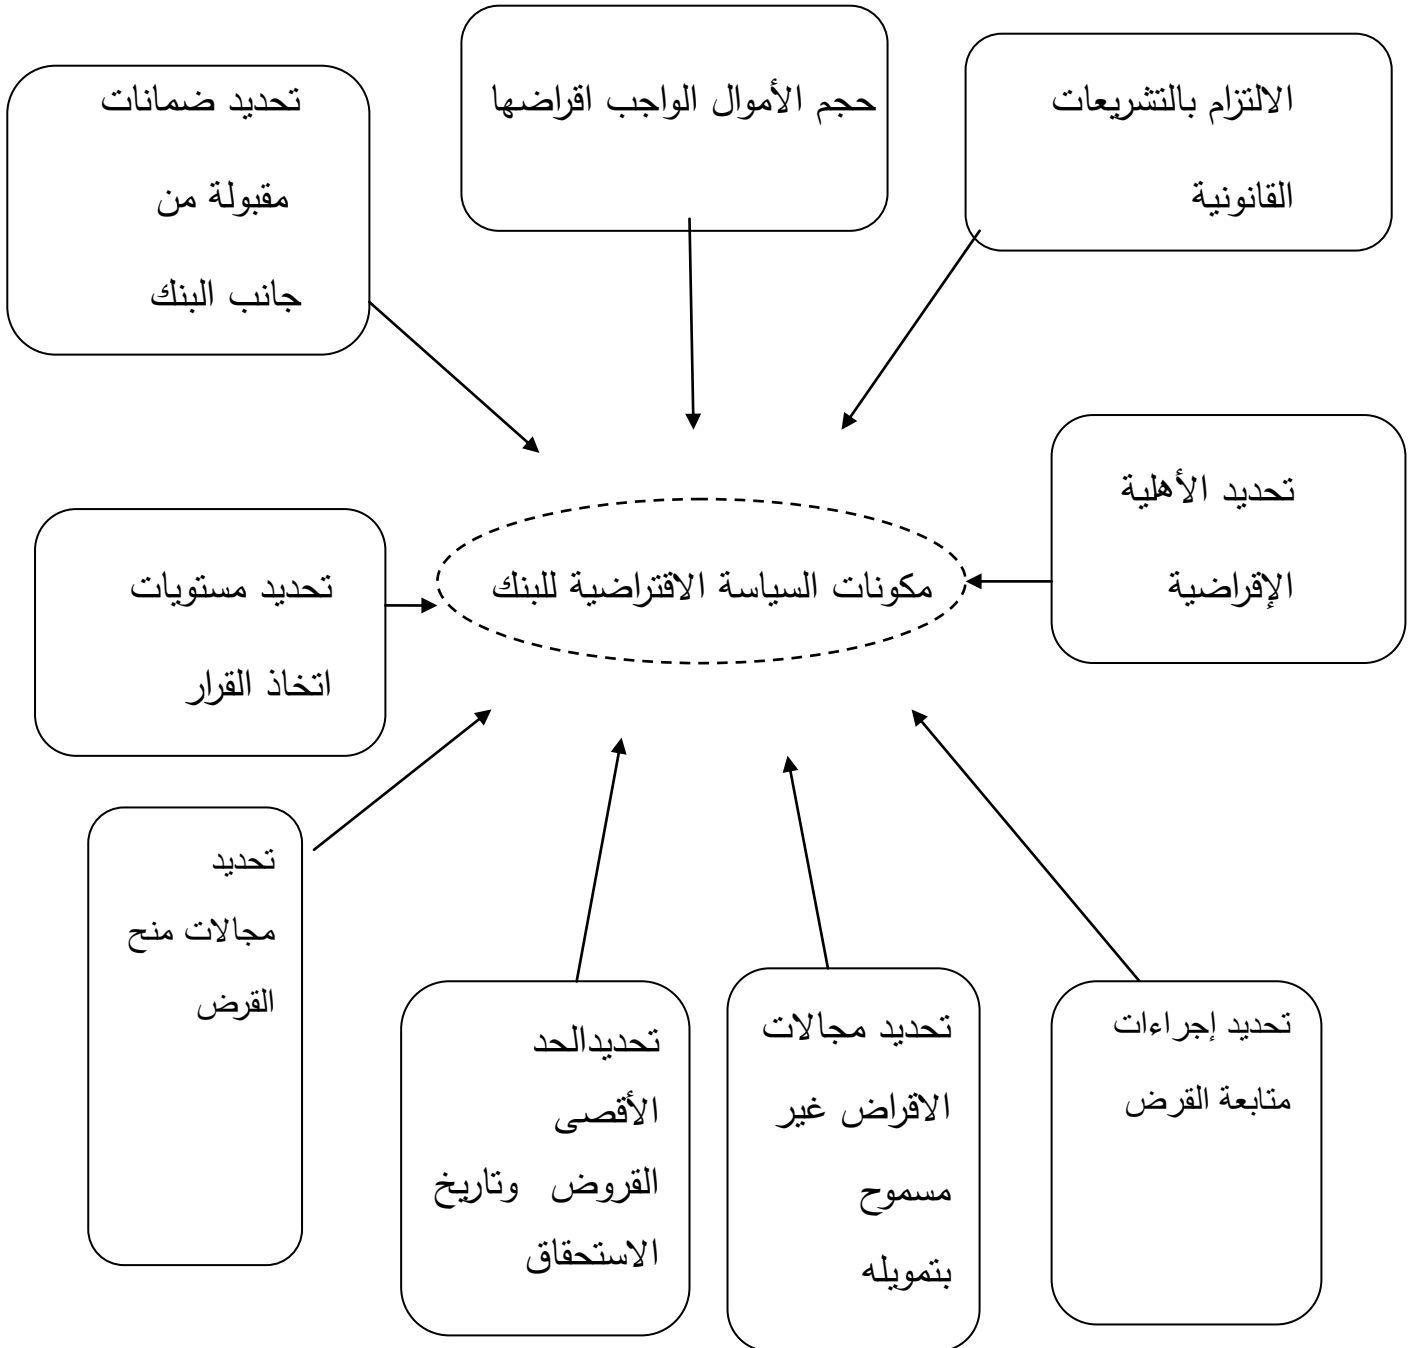 الالتزام بالتشريعات
القانونية
حجم الأموال الواجب اقراضها
تحديد ضمانات
مقبولة من
جانب البنك
تحديد الأهلية
الإقراضية
مكونات السياسة الاقتراضية للبنك
تحديد مستويات
اتخاذ القرار
تحديد إجراءات
متابعة القرض
تحديد مجالات
الاقراض غير
مسموح
بتمويله
تحديدالحد
الأقصى
القروض وتاريخ
الاستحقاق
تحديد
مجالات منح
القرض